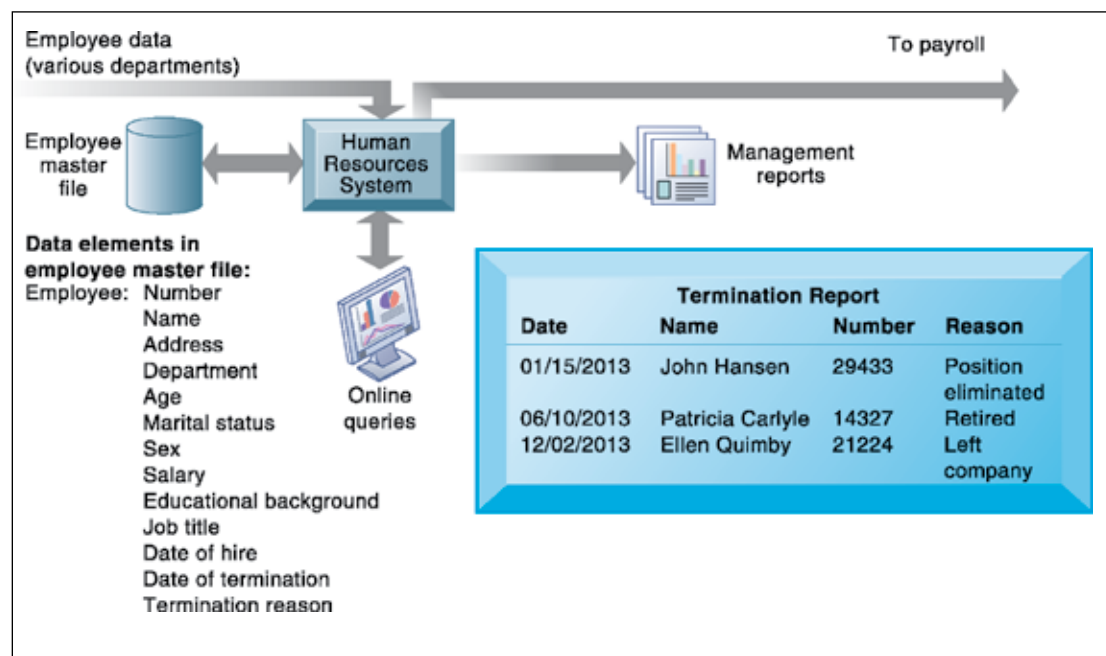 Employee data
(various departments)
To payroll
Employee
master
file
Human
Resources
System
Management
reports
Data elements in
employee master file:
Employee: Number
Name
Address
Department
Age
Marital status
Sex
Salary
Educational background
Job title
Date of hire
Date of termination
Termination reason
Online
queries
Termination Report
Date Name Number Reason
01/15/2013 John Hansen 29433 Position
eliminated
06/10/2013 Patricia Carlyle 14327 Retired
12/02/2013 Ellen Quimby 21224 Left
company